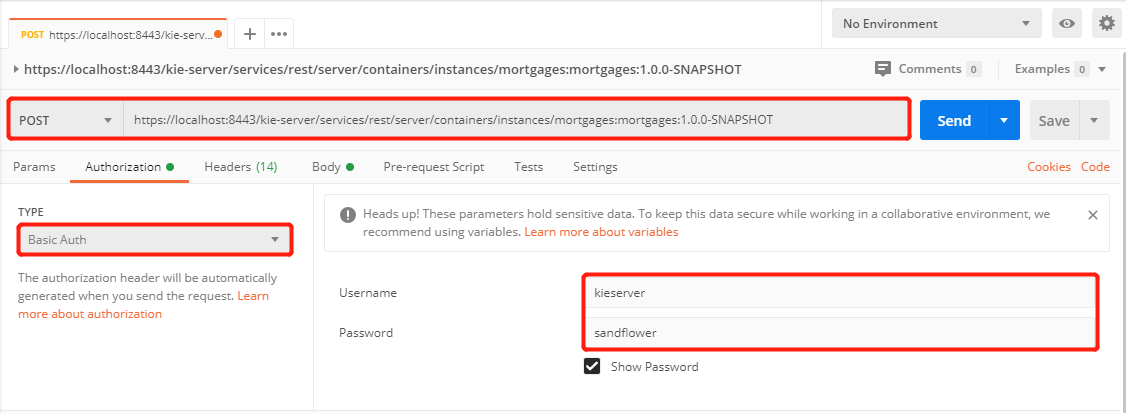 POST https://localhost:8443/kie-serv...
No Environment
https://localhost:8443/kie-server/services/rest/server/containers/instances/mortgages:mortgages:1.0.0-SNAPSHOT
Comments 0
Examples 0
POST
https://localhost:8443/kie-server/services/rest/server/containers/instances/mortgages:mortgages:1.0.0-SNAPSHOT
Send
Save
Params
Authorization
Headers (14)
Body
Pre-request Script
Tests
Settings
Cookies
Code
TYPE
Basic Auth
The authorization header will be automatically
generated when you send the request. Learn
more about authorization
Heads up! These parameters hold sensitive data. To keep this data secure while working in a collaborative environment, we
recommend using variables. Learn more about variables
Username
kieserver
Password
sandflower
Show Password